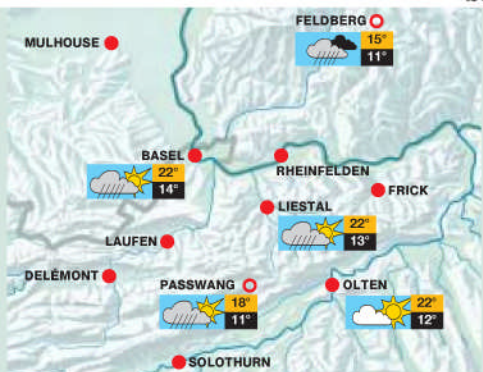 FELDBERG
15°
11°
MULHOUSE
BASEL
22°
14°
RHEINFELDEN
FRICK
LIESTAL
22°
13°
LAUFEN
DELÉMONT
PASSWANG
18°
11°
OLTEN
22°
12°
SOLOTHURN